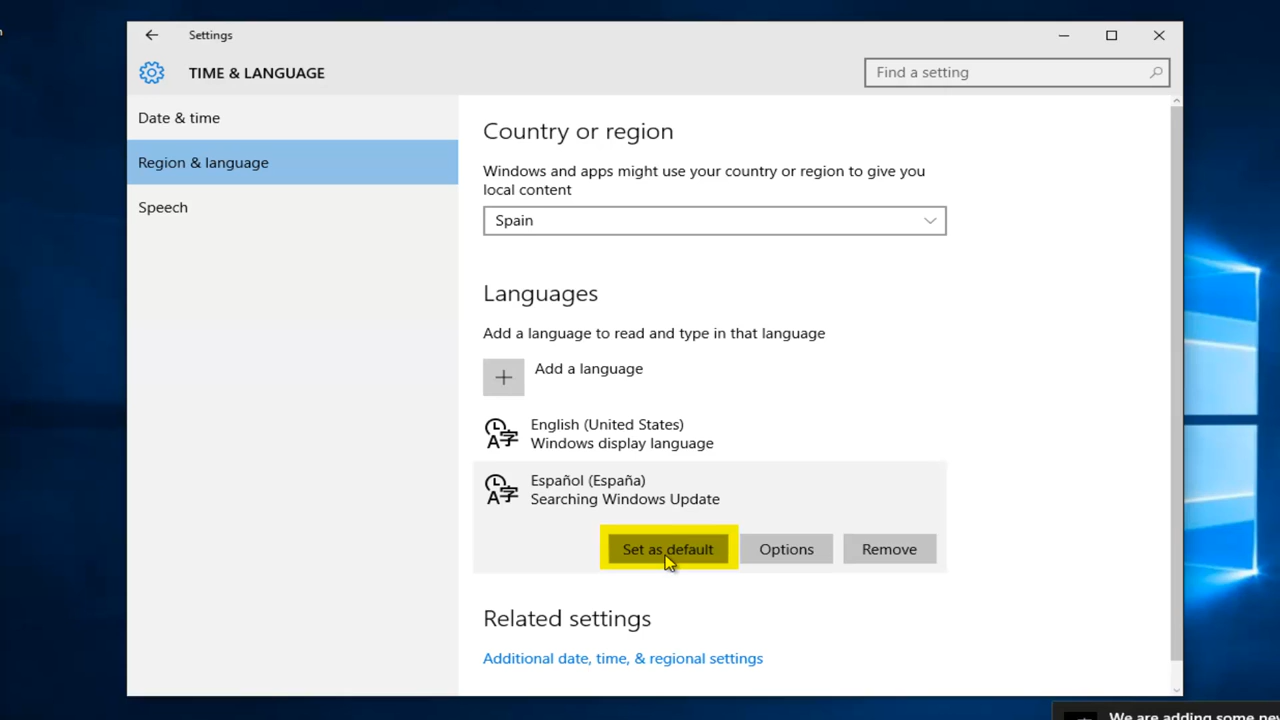 Settings
TIME & LANGUAGE
Find a setting
Date & time
Region & language
Speech
Country or region
Windows and apps might use your country or region to give you
local content
Spain
Languages
Add a language to read and type in that language
Add a language
English (United States)
Windows display language
Español (España)
Searching Windows Update
Set as default
Options
Remove
Related settings
Additional date, time, & regional settings
We are adding some